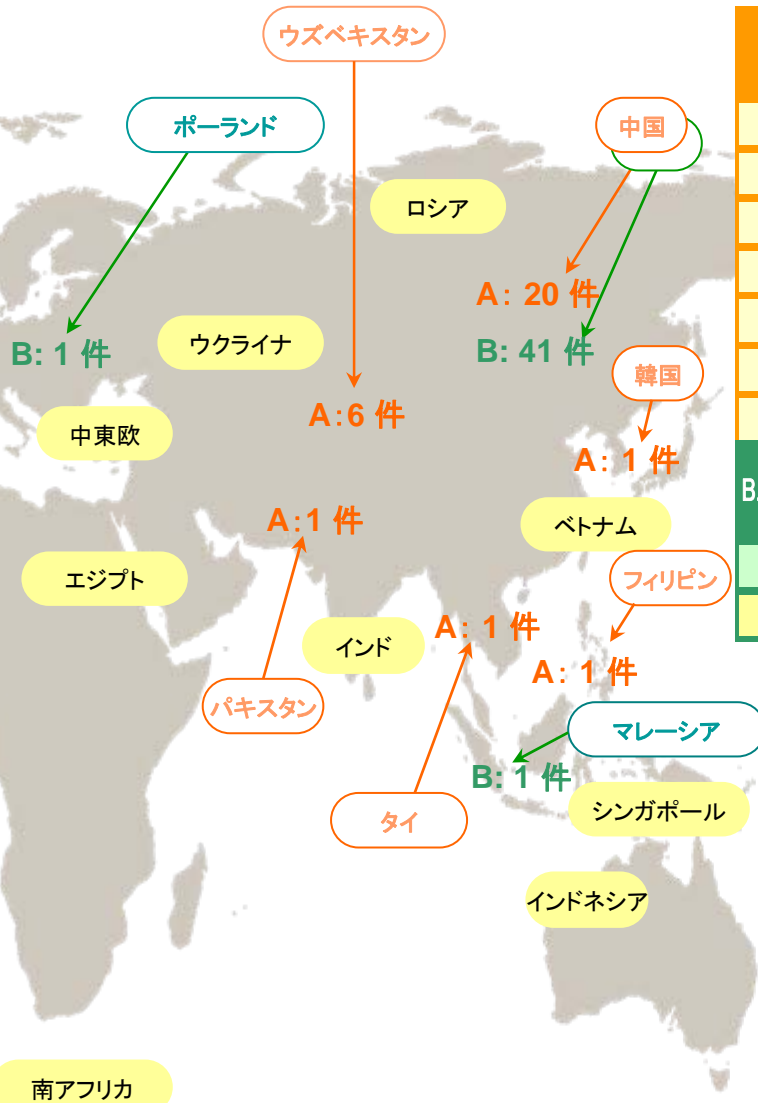 ウズベキスタン
ポーランド
中国
ロシア
A: 20 件
ウクライナ
B: 1 件
B: 41 件
韓国
A:6 件
中東欧
A: 1 件
A:1 件
ベトナム
エジプト
フィリピン
インド
A: 1 件
A: 1 件
パキスタン
マレーシア
B: 1 件
タイ
シンガポール
インドネシア
南アフリカ
B.